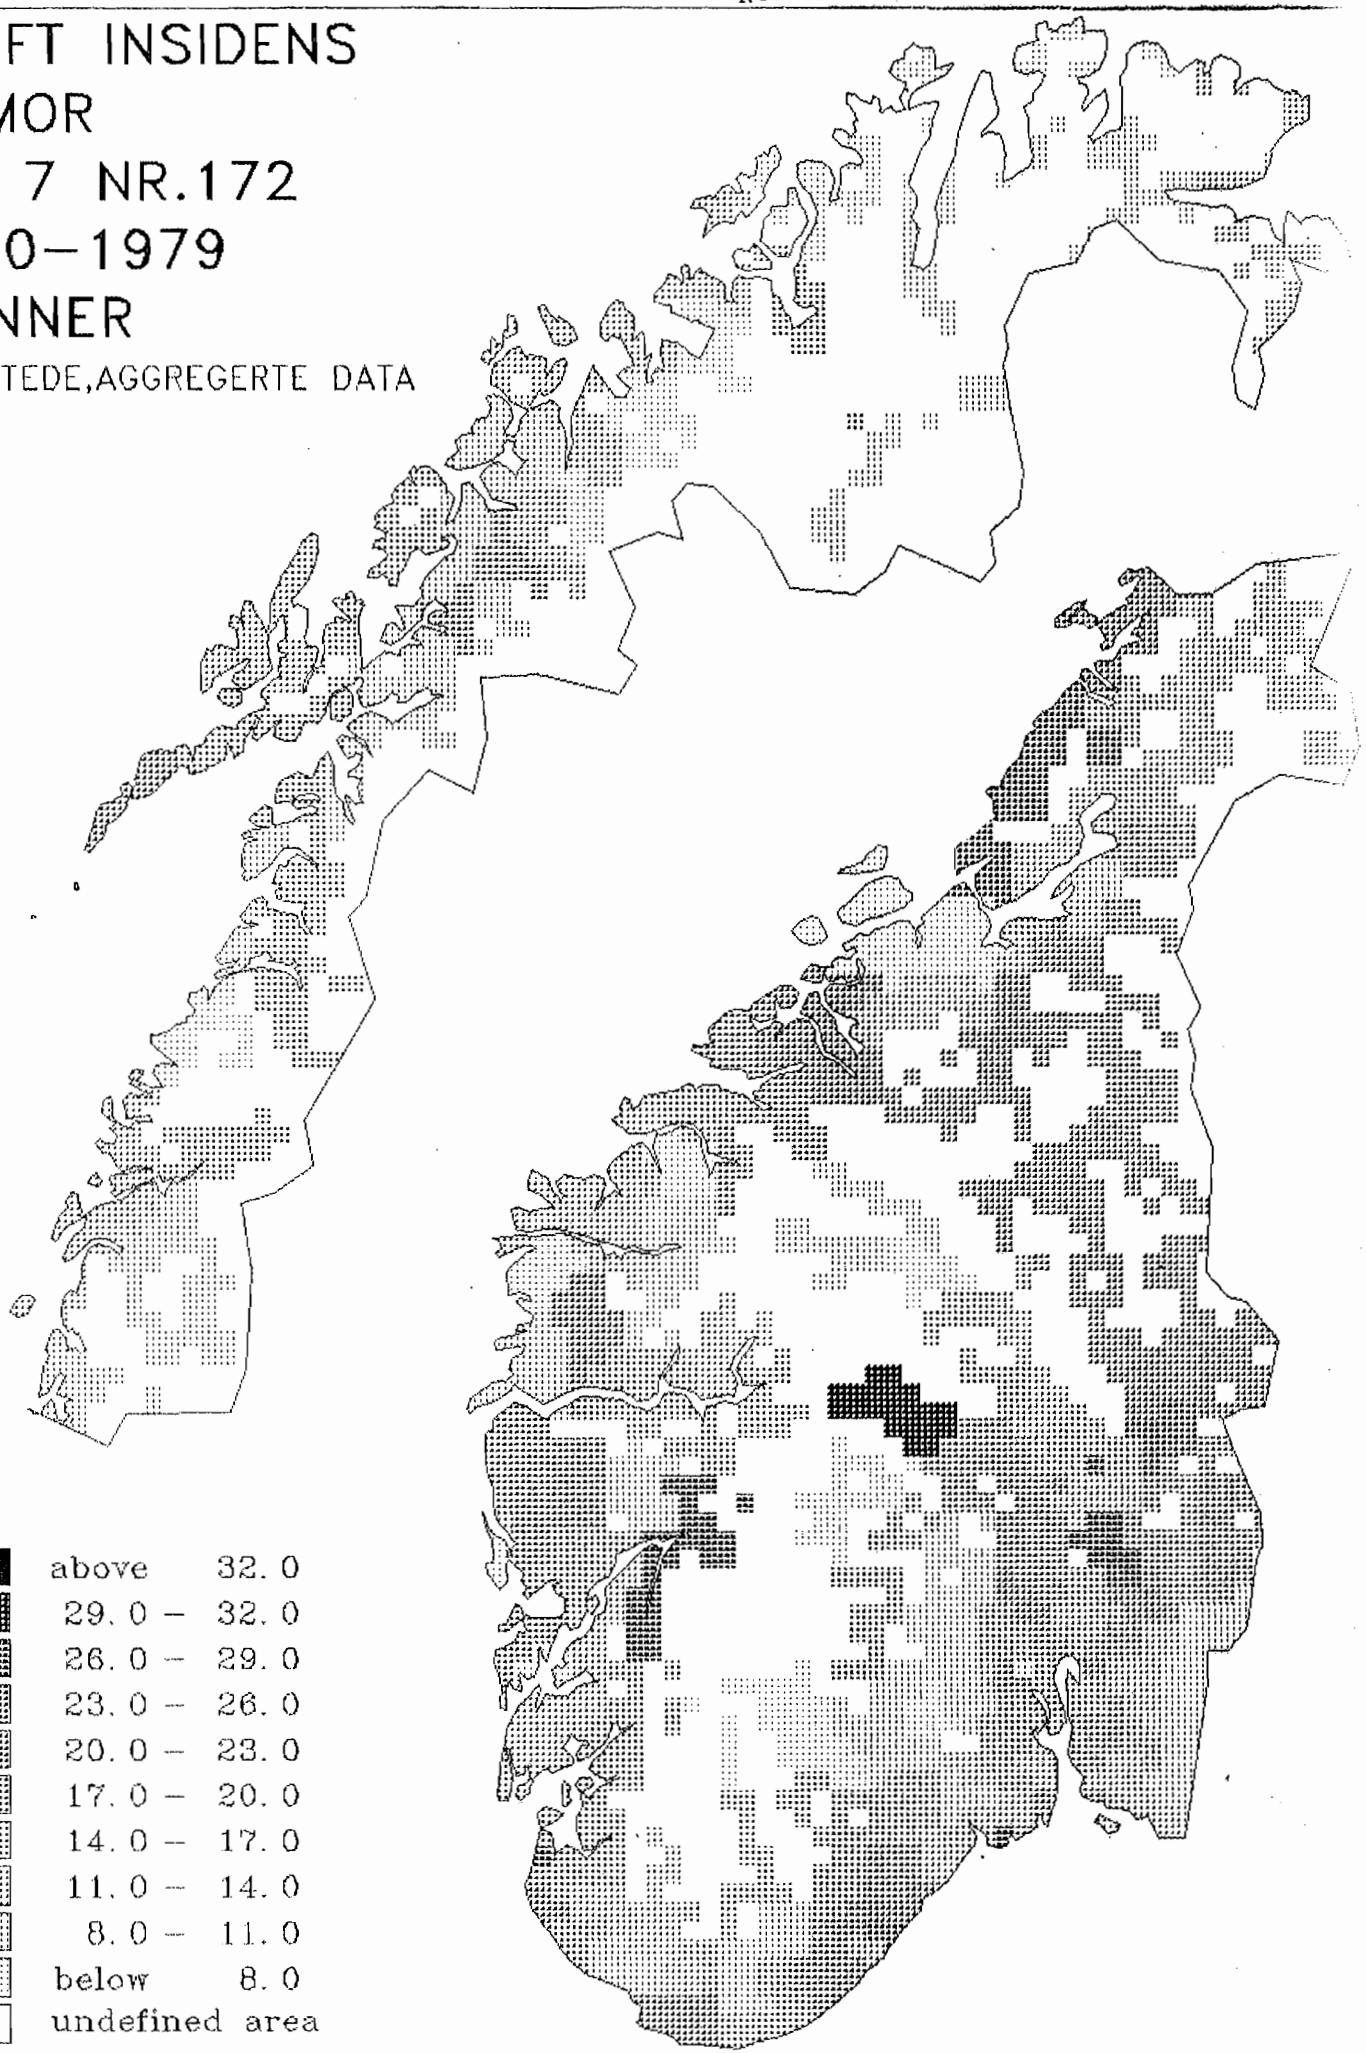 FT INSIDENS
MOR
7 NR.172
0-1979
NNER
TEDE,AGGREGERTE DATA
above 32.0
29.0 - 32.0
26.0 - 29.0
23.0 - 26.0
20.0 - 23.0
17.0 - 20.0
14.0 - 17.0
11.0 - 14.0
8.0 - 11.0
below 8.0
undefined area